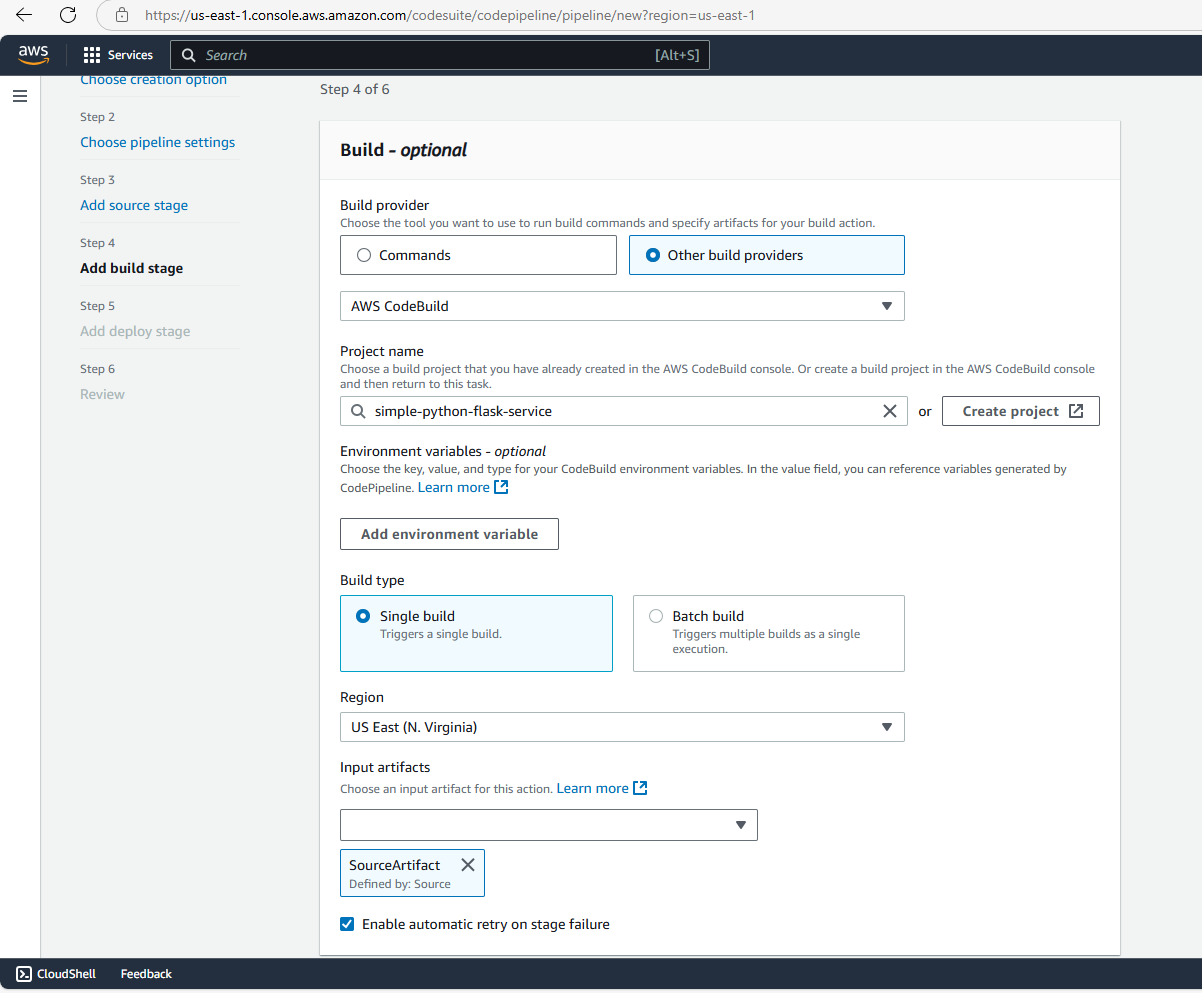 https://us-east-1.console.aws.amazon.com/codesuite/codepipeline/pipeline/new?region=us-east-1
aws
Services
Search
[Alt+S]
Choose creation option
Step 2
Choose pipeline settings
Step 3
Add source stage
Step 4
Add build stage
Step 5
Add deploy stage
Step 6
Review
Step 4 of 6
Build - optional
Build provider
Choose the tool you want to use to run build commands and specify artifacts for your build action.
Commands
Other build providers
AWS CodeBuild
Project name
Choose a build project that you have already created in the AWS CodeBuild console. Or create a build project in the AWS CodeBuild console
and then return to this task.
simple-python-flask-service
or
Create project
Environment variables - optional
Choose the key, value, and type for your CodeBuild environment variables. In the value field, you can reference variables generated by
CodePipeline. Learn more
Add environment variable
Build type
Single build
Triggers a single build.
Batch build
Triggers multiple builds as a single
execution.
Region
US East (N. Virginia)
Input artifacts
Choose an input artifact for this action. Learn more
SourceArtifact
Defined by: Source
Enable automatic retry on stage failure
CloudShell
Feedback